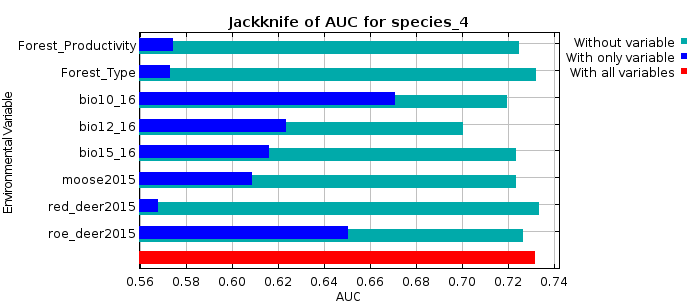 Jackknife of AUC for species_4
Environmental Variable
Forest_Productivity
Forest_Type
bio10_16
bio12_16
bio15_16
moose2015
red_deer2015
roe_deer2015
0.56 0.58 0.60 0.62 0.64 0.66 0.68 0.70 0.72 0.74
AUC
Without variable
With only variable
With all variables